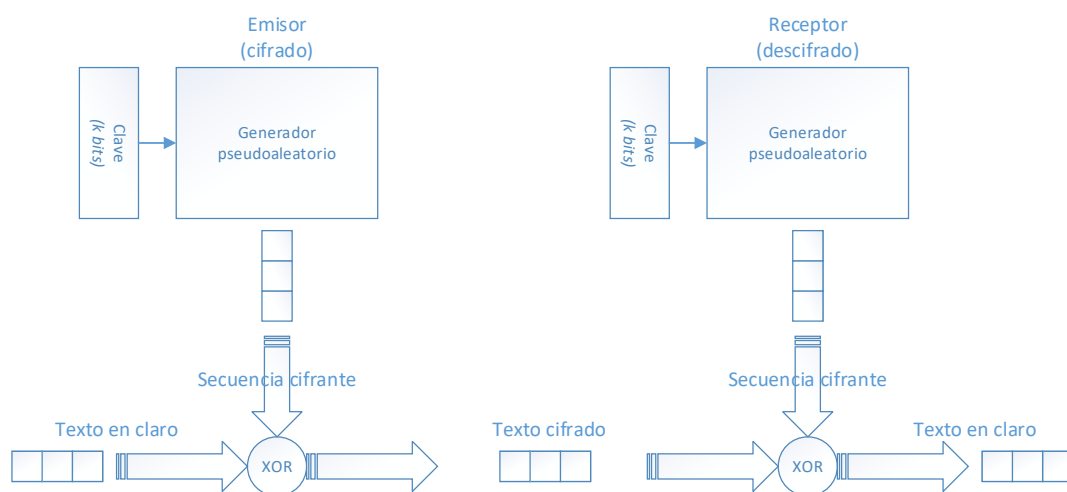 Emisor
(cifrado)
Clave
(k bits)
Generador
pseudoaleatorio
Secuencia cifrante
Texto en claro
XOR
Texto cifrado
Receptor
(descifrado)
Clave
(k bits)
Generador
pseudoaleatorio
Secuencia cifrante
XOR
Texto en claro